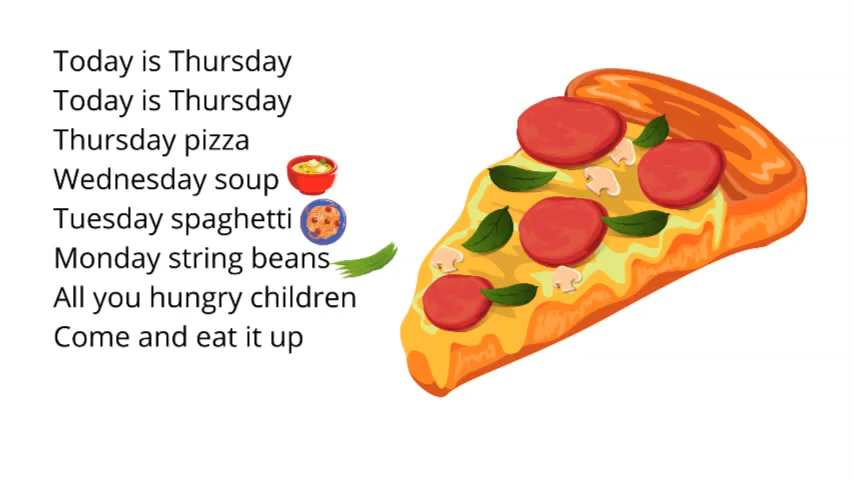 Today is Thursday
Today is Thursday
Thursday pizza
Wednesday soup
Tuesday spaghetti
Monday string beans
All you hungry children
Come and eat it up